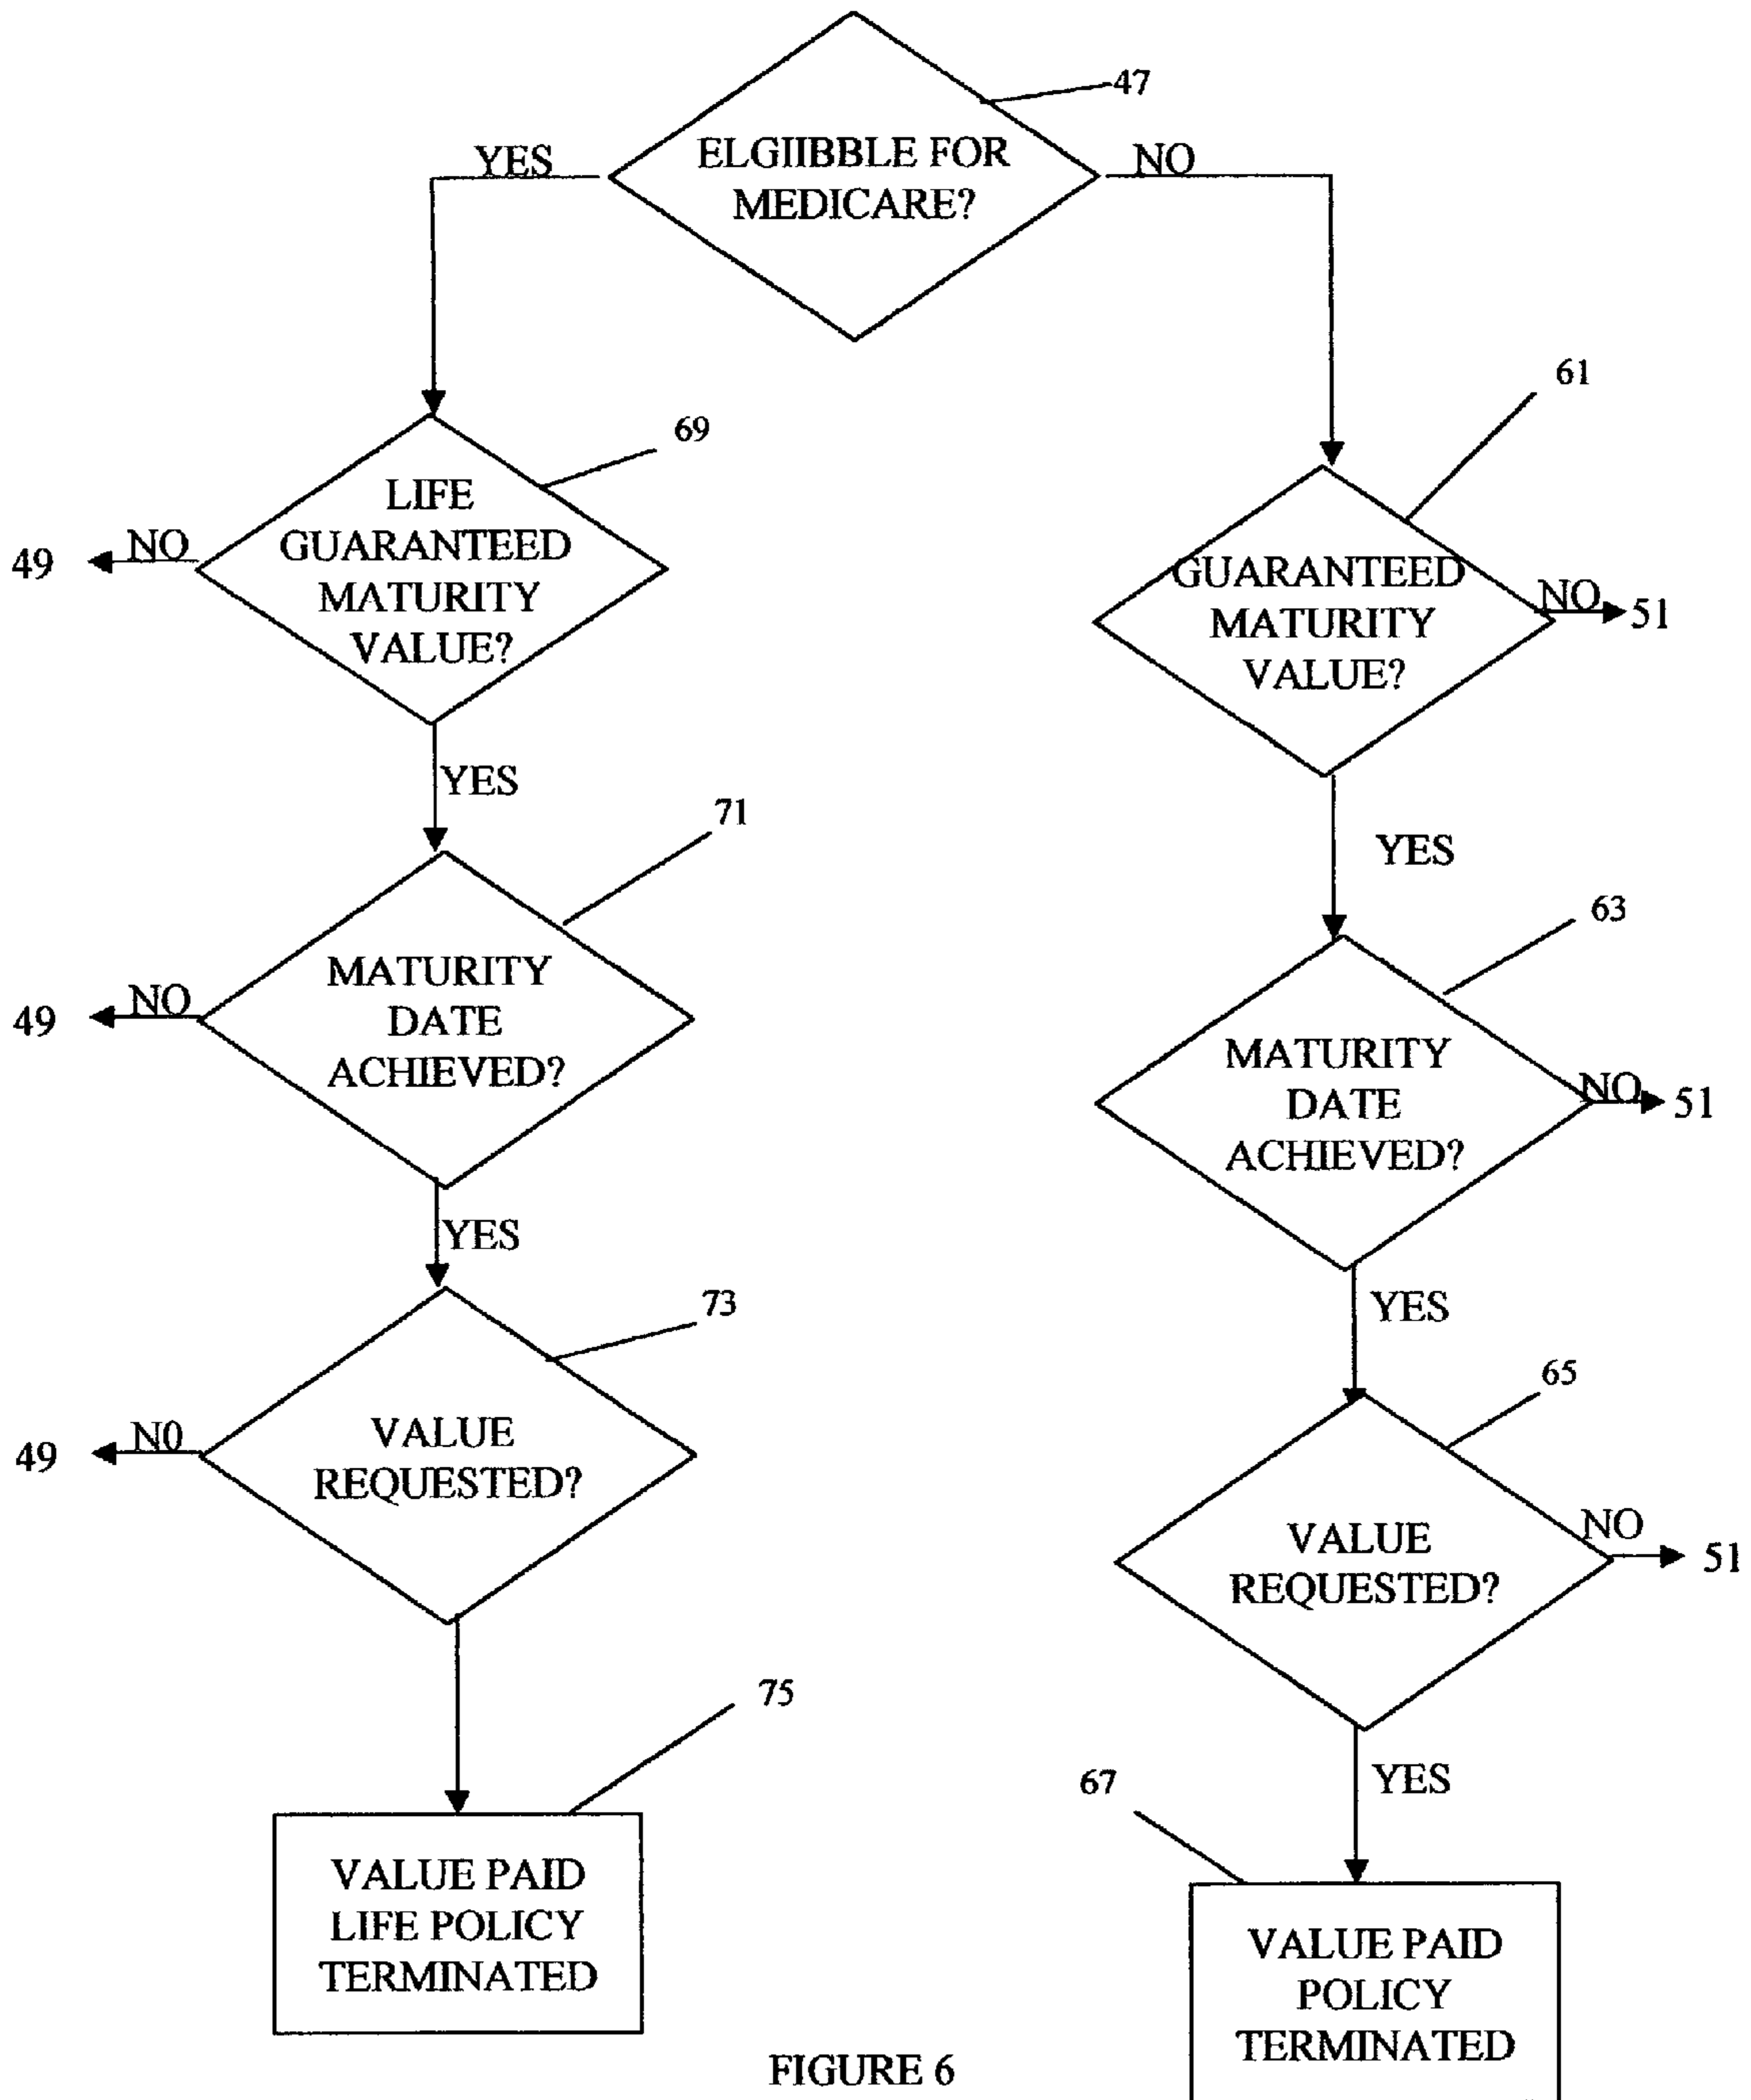 47
ELGIIBBLE FOR
MEDICARE?
YES
NO
69
LIFE
GUARANTEED
MATURITY
VALUE?
NO
49
YES
71
MATURITY
DATE
ACHIEVED?
NO
49
YES
73
VALUE
REQUESTED?
N0
49
75
VALUE PAID
LIFE POLICY
TERMINATED
61
GUARANTEED
MATURITY
VALUE?
NO
51
YES
63
MATURITY
DATE
ACHIEVED?
NO
51
YES
65
VALUE
REQUESTED?
NO
51
YES
67
VALUE PAID
POLICY
TERMINATED
FIGURE 6